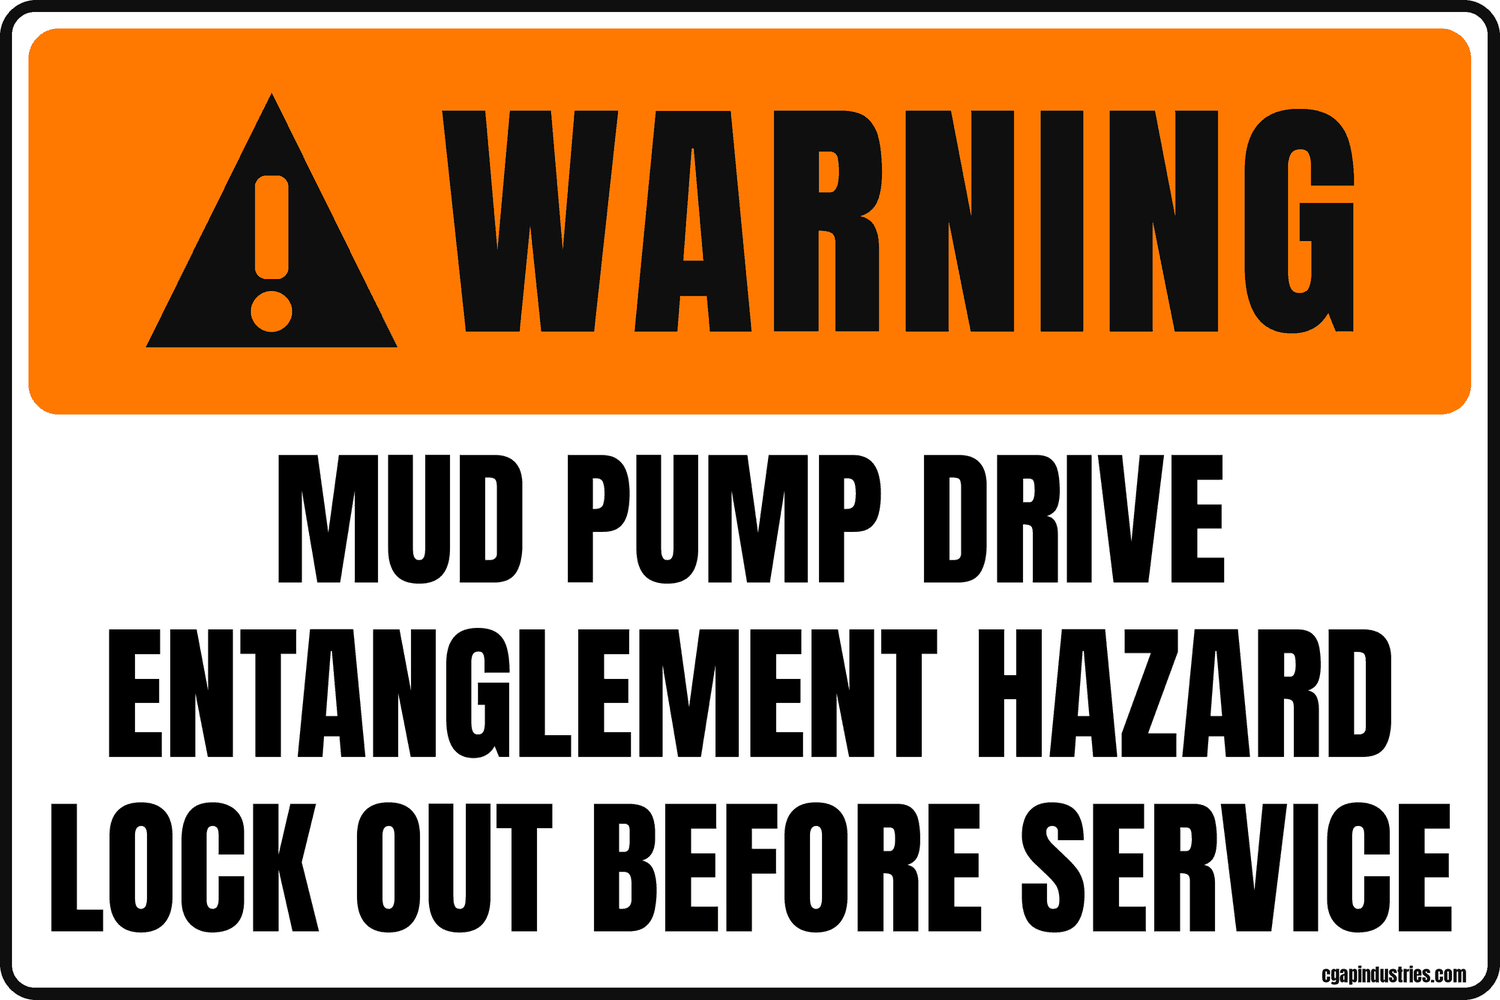 WARNING
MUD PUMP DRIVE
ENTANGLEMENT HAZARD
LOCK OUT BEFORE SERVICE
cgapindustries.com